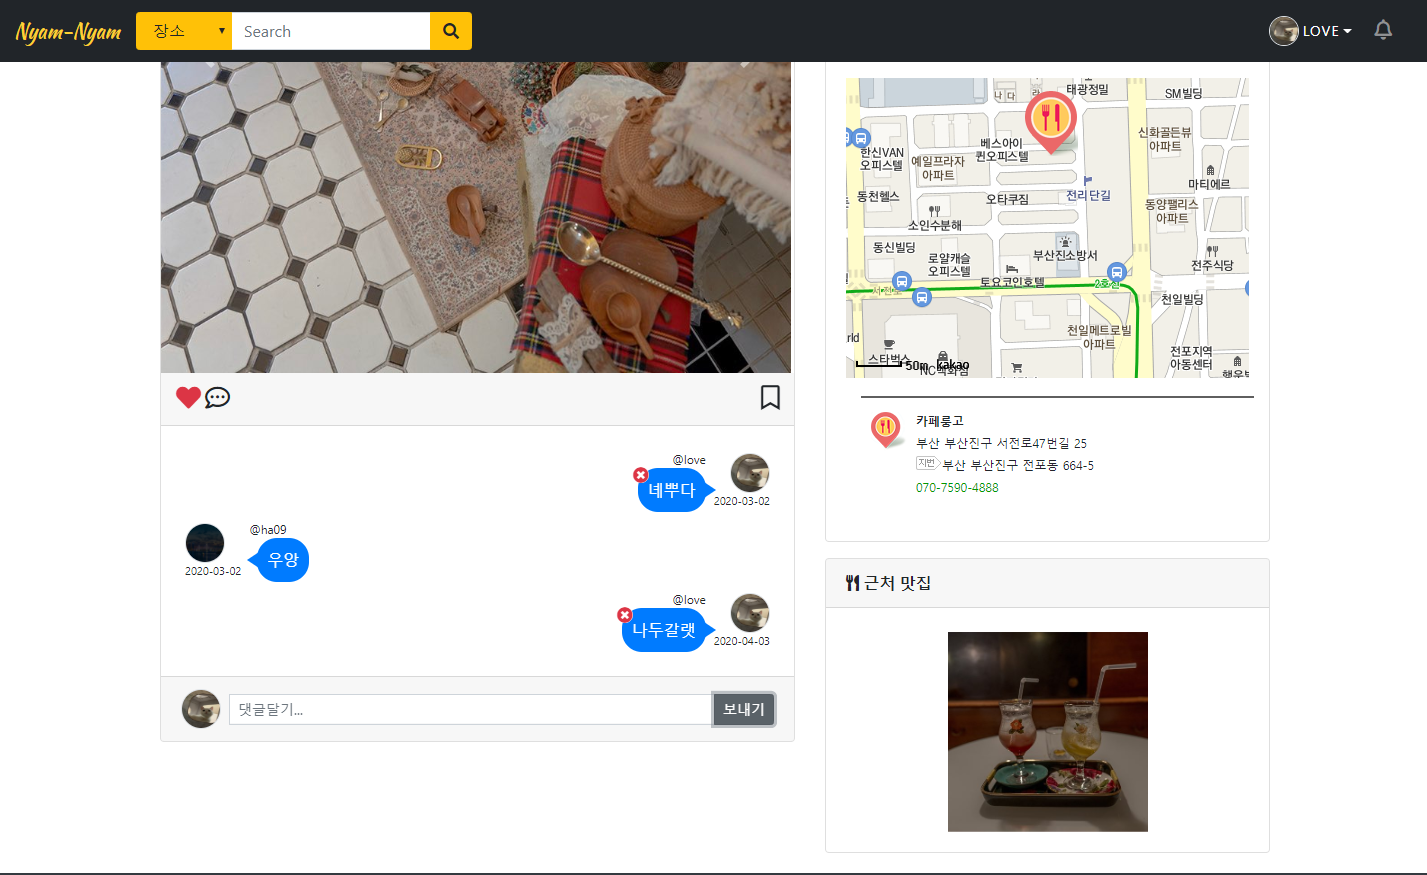 Nyam-Nyam
장소
Search
LOVE
@love
네뿌다
2020-03-02
@ha09
우앙
2020-03-02
@love
나두갈랫
2020-04-03
댓글달기...
보내기
나 다
라
태광정밀
SM빌딩
신화골든뷰
아파트
베스아이
퀸오피스텔
한신VAN
오피스텔
예일프라자
아파트
마티에르
동천헬스
오타쿠짐
전리단길
동양팰리스
아파트
소인수분해
동신빌딩
로얄캐슬
오피스텔
부산진소방서
전주식당
토요코인호텔
서전로
2호선
천일빌딩
천일메트로빌
아파트
rld
스타벅스
50m
kakao
NC백화점
전포지역
아동센터
카페룽고
부산 부산진구 서전로47번길 25
지번
부산 부산진구 전포동 664-5
070-7590-4888
근처 맛집